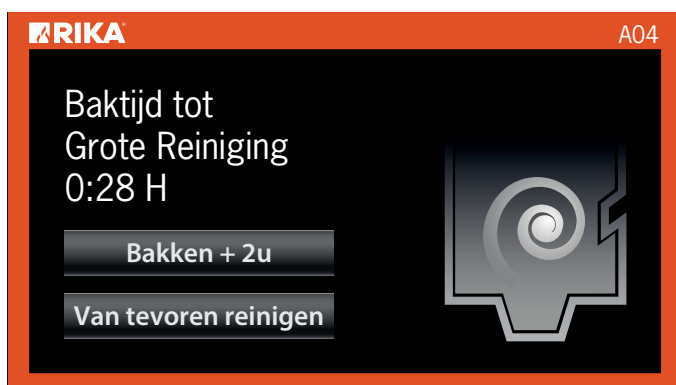 RIKA
A04
Baktijd tot
Grote Reiniging
0:28 H
Bakken + 2u
Van tevoren reinigen